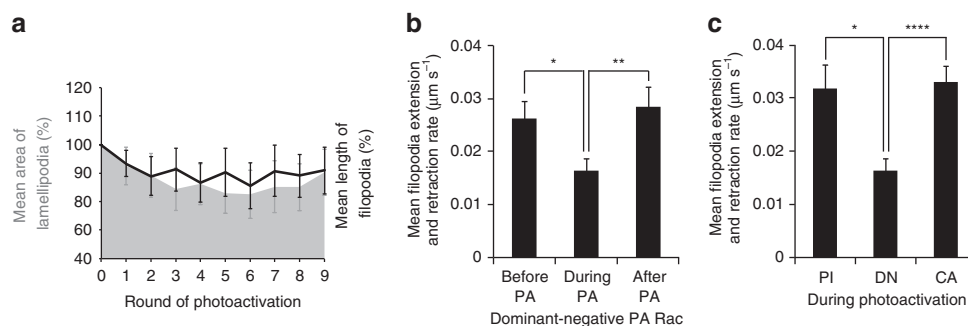 a
120
100
90
80
60
40
Mean area of
lamellipodia (%)
Mean length of
filopodia (%)
0 1 2 3 4 5 6 7 8 9
Round of photoactivation
b
0.04
0.03
0.02
0.01
0
Mean filopodia extension
and retraction rate (μm s⁻¹)
* **
Before PA
During PA
After PA
Dominant-negative PA Rac
c
0.04
0.03
0.02
0.01
0
Mean filopodia extension
and retraction rate (μm s⁻¹)
* ****
PI DN CA
During photoactivation